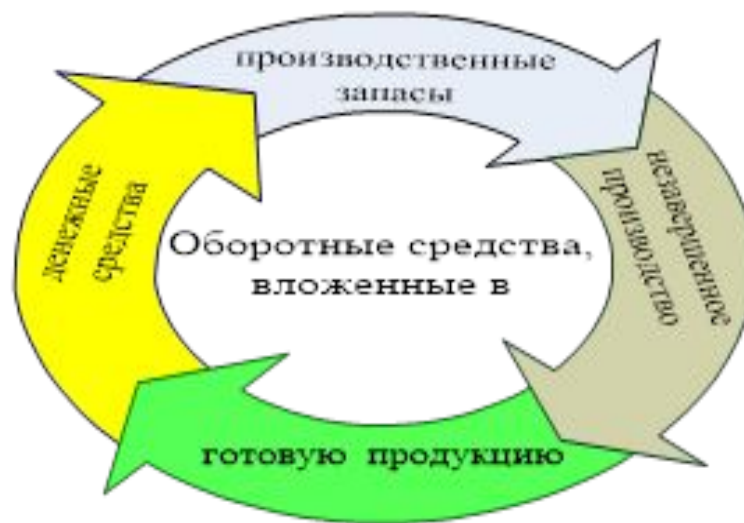 производственные
запасы
незавершенное
производство
Оборотные средства,
вложенные в
денежные
средства
готовую продукцию